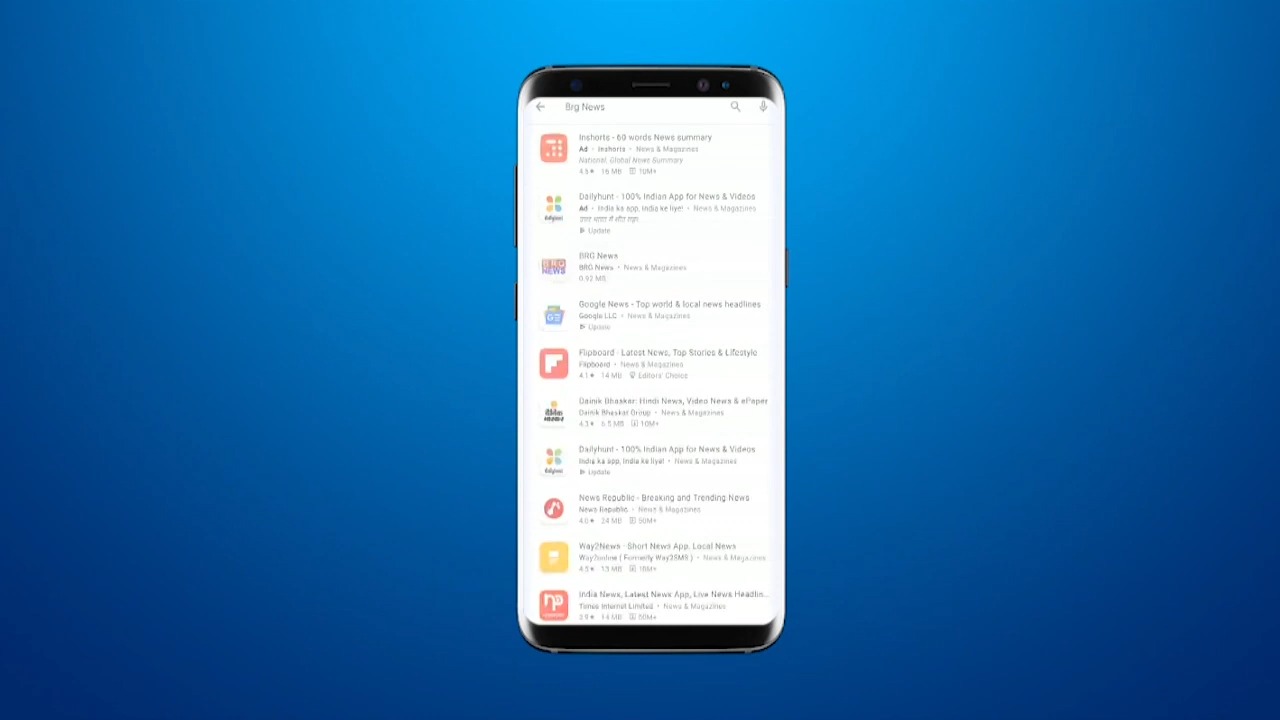 Brg News
Inshorts - 60 words News summary
Ad • Inshorts • News & Magazines
National, Global News Summary
16 MB 10M+
Dailyhunt - 100% Indian App for News & Videos
Ad • India ka app, India ke liye! • News & Magazines
Update
BRG News
BRG NEWS
BRG News • News & Magazines
0.92 MB
Google News - Top world & local news headlines
Google LLC • News & Magazines
Update
Flipboard - Latest News, Top Stories & Lifestyle
Flipboard • News & Magazines
4.1★ 14 MB Editors' Choice
Dainik Bhaskar: Hindi News, Video News & ePaper
Dainik Bhaskar Group • News & Magazines
4.3★ 6.5 MB 10M+
Dailyhunt - 100% Indian App for News & Videos
India ka app, India ke liye! • News & Magazines
Update
News Republic - Breaking and Trending News
News Republic • News & Magazines
4.0★ 24 MB 50M+
Way2News - Short News App, Local News
Way2Online ( Formerly Way2SMS ) • News & Magazines
13 MB 10M+
India News, Latest News App, Live News Headlin...
Times Internet Limited • News & Magazines
3.9★ 14 MB